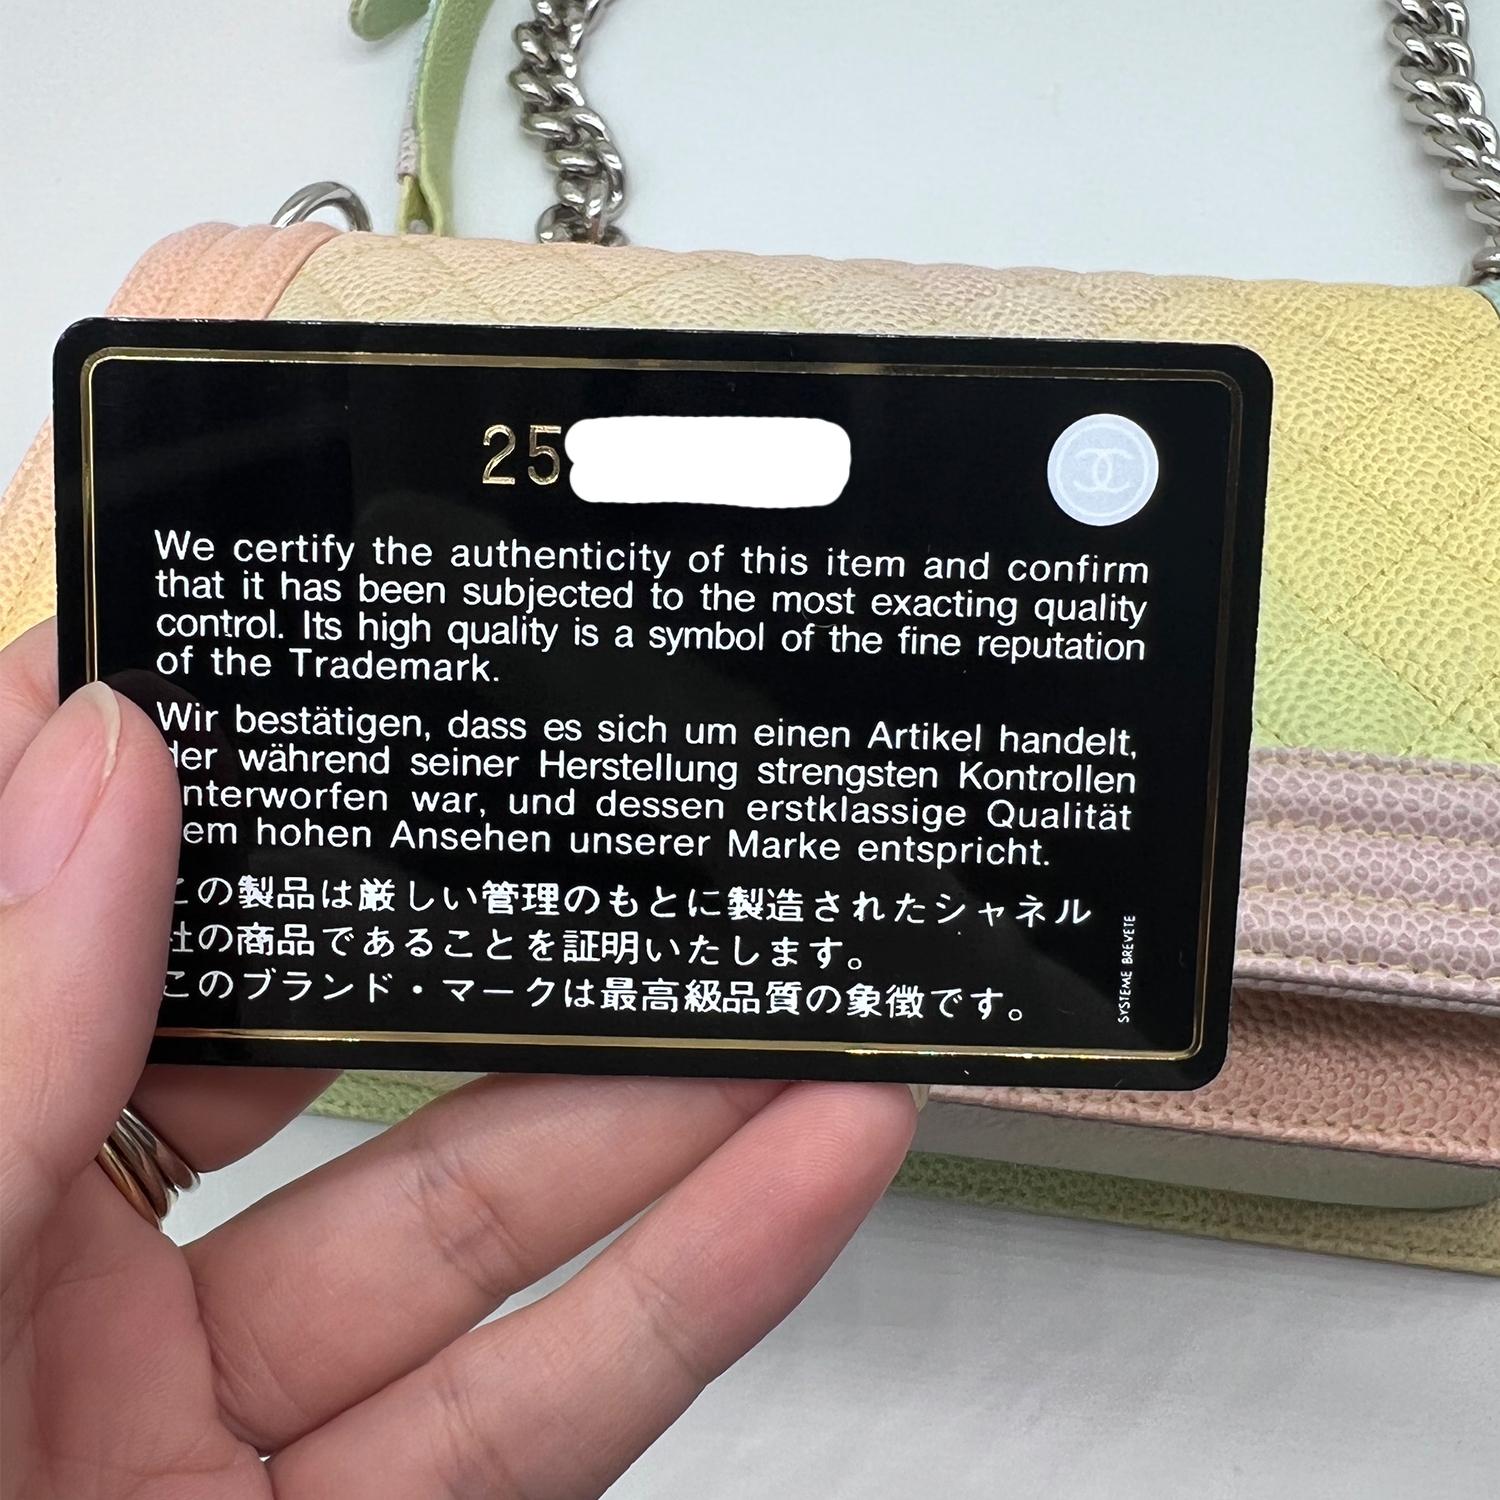 25
We certify the authenticity of this item and confirm
that it has been subjected to the most exacting quality
control. Its high quality is a symbol of the fine reputation
of the Trademark.
Wir bestätigen, dass es sich um einen Artikel handelt,
der während seiner Herstellung strengsten Kontrollen
unterworfen war, und dessen erstklassige Qualität
dem hohen Ansehen unserer Marke entspricht.
この製品は厳しい管理のもとに製造されたシャネル
社の商品であることを証明いたします。
このブランド・マークは最高級品質の象徴です。
SYSTEME BREVETE